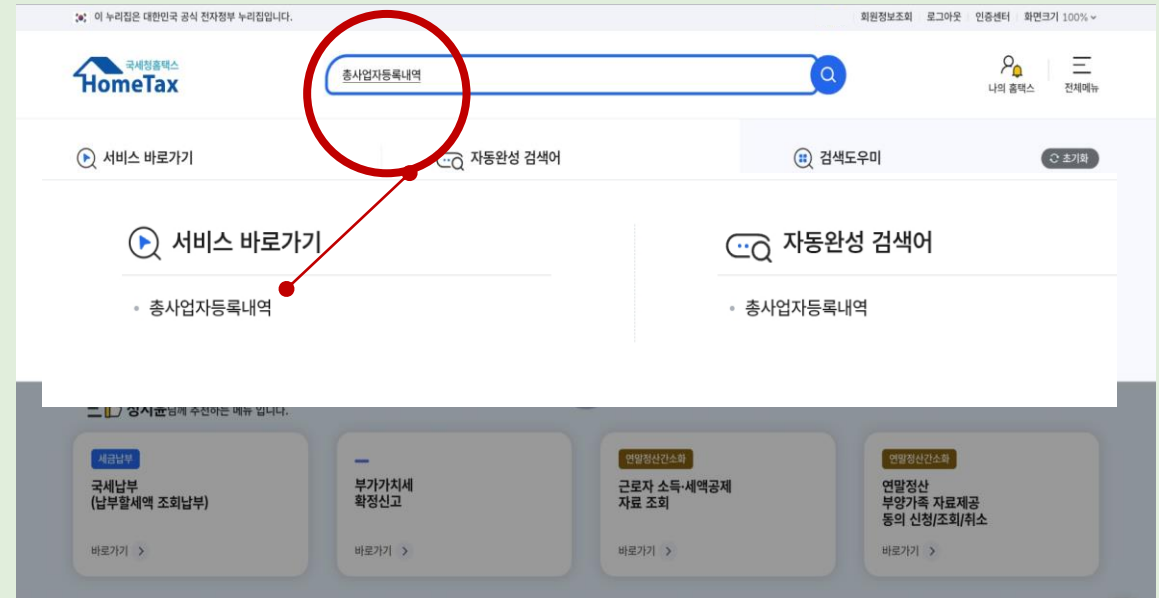 이 누리집은 대한민국 공식 전자정부 누리집입니다.
회원정보조회 로그아웃 인증센터 화면크기 100%
국세청홈택스
HomeTax
총사업자등록내역
나의 홈택스 전체메뉴
서비스 바로가기
자동완성 검색어
검색도우미
초기화
서비스 바로가기
자동완성 검색어
총사업자등록내역
총사업자등록내역
님께 추천하는 메뉴 입니다.
세금납부
국세납부
(납부할세액 조회납부)
바로가기
부가가치세
확정신고
바로가기
연말정산간소화
근로자 소득·세액공제
자료 조회
바로가기
연말정산간소화
연말정산
부양가족 자료제공
동의 신청/조회/취소
바로가기